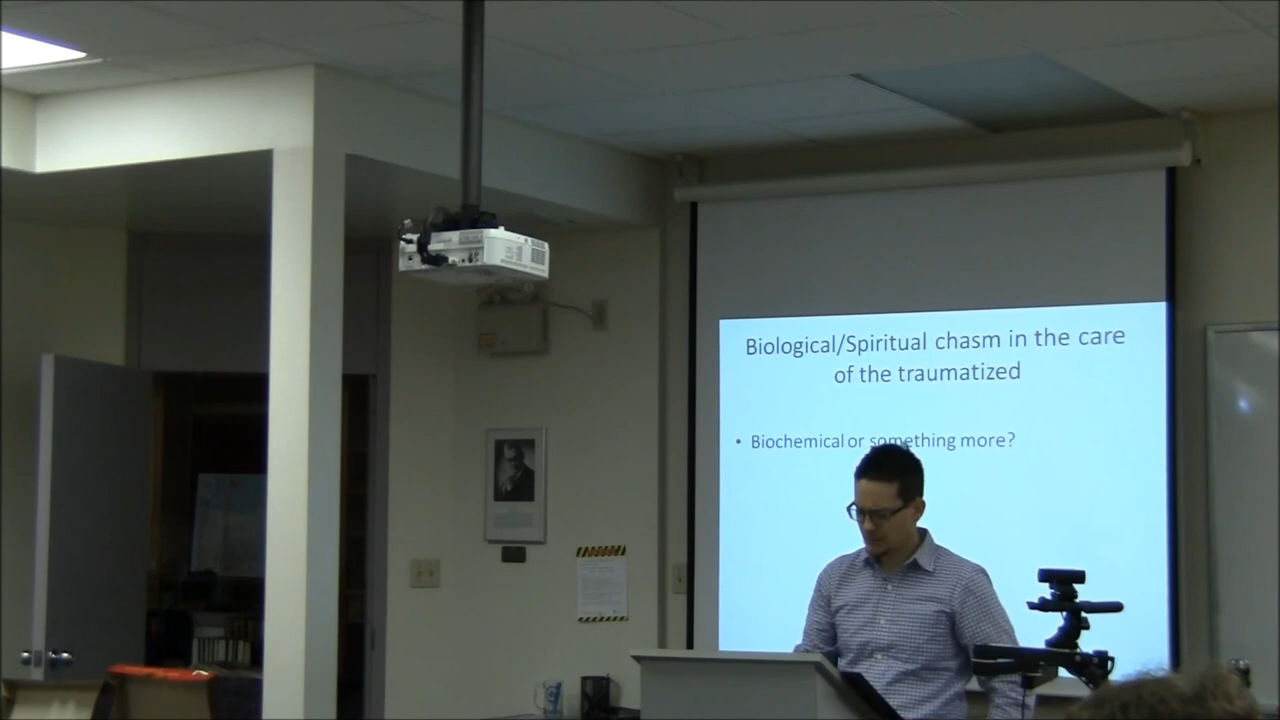 Biological/Spiritual chasm in the care
of the traumatized
• Biochemical or something more?